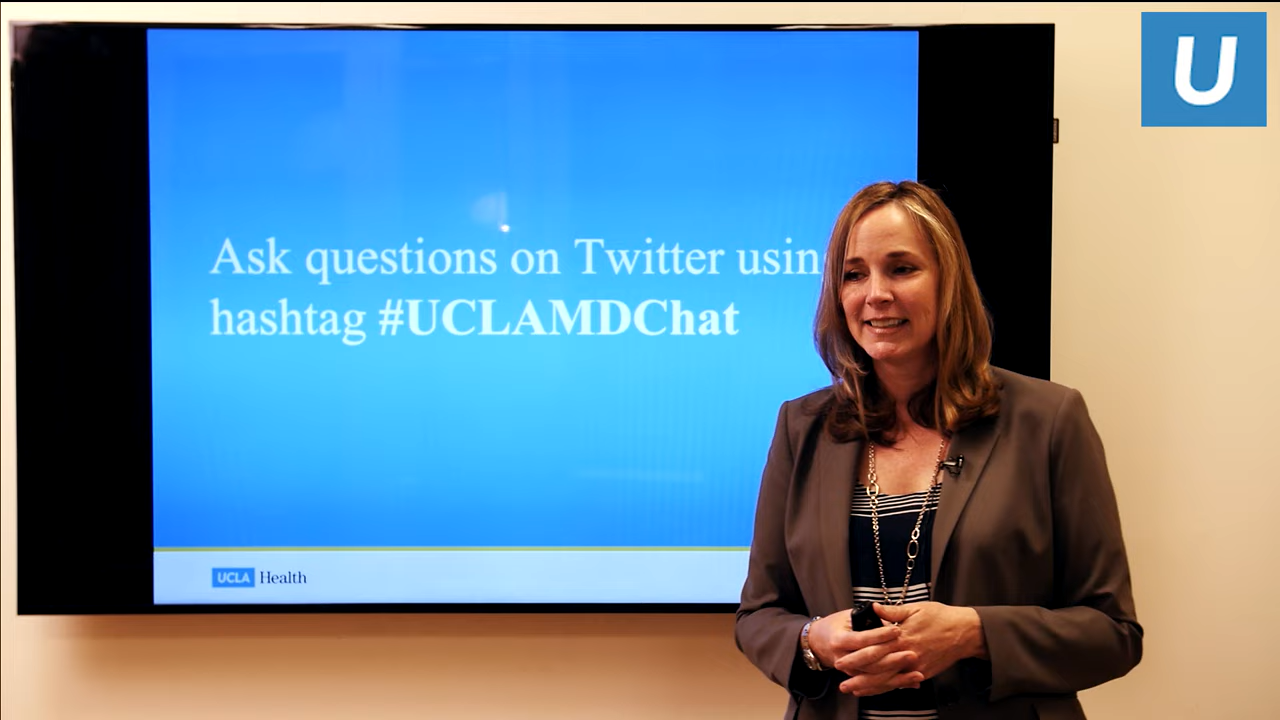 U
Ask questions on Twitter usin
hashtag #UCLAMDChat
UCLA Health